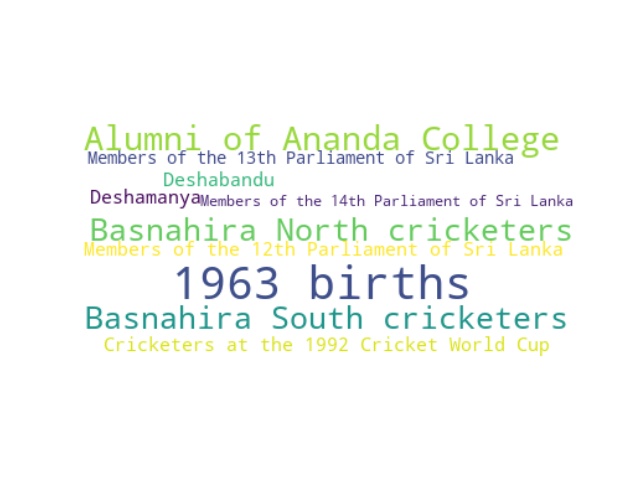 Alumni of Ananda College
Members of the 13th Parliament of Sri Lanka
Deshabandu
Deshamanya
Members of the 14th Parliament of Sri Lanka
Basnahira North cricketers
Members of the 12th Parliament of Sri Lanka
1963 births
Basnahira South cricketers
Cricketers at the 1992 Cricket World Cup